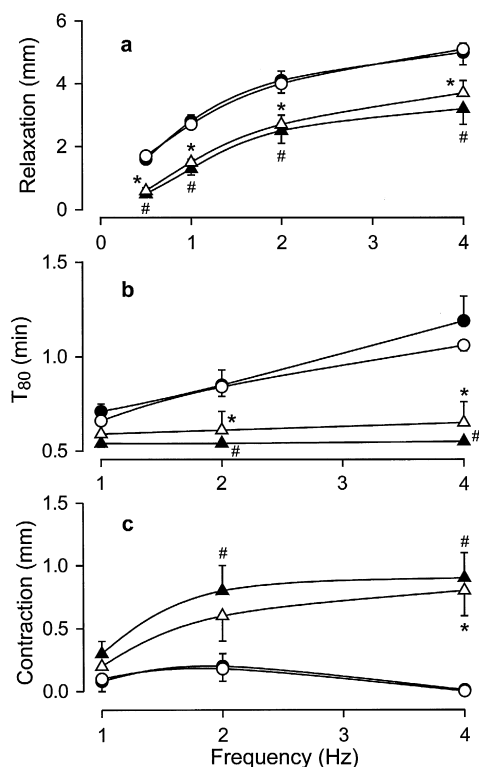 a
Relaxation (mm)
6
4
2
0
* * * *
# # # #
0 1 2 3 4
b
T80 (min)
1.5
1.0
0.5
* *
# #
1 2 3 4
c
Contraction (mm)
1.5
1.0
0.5
0.0
# #
*
1 2 3 4
Frequency (Hz)